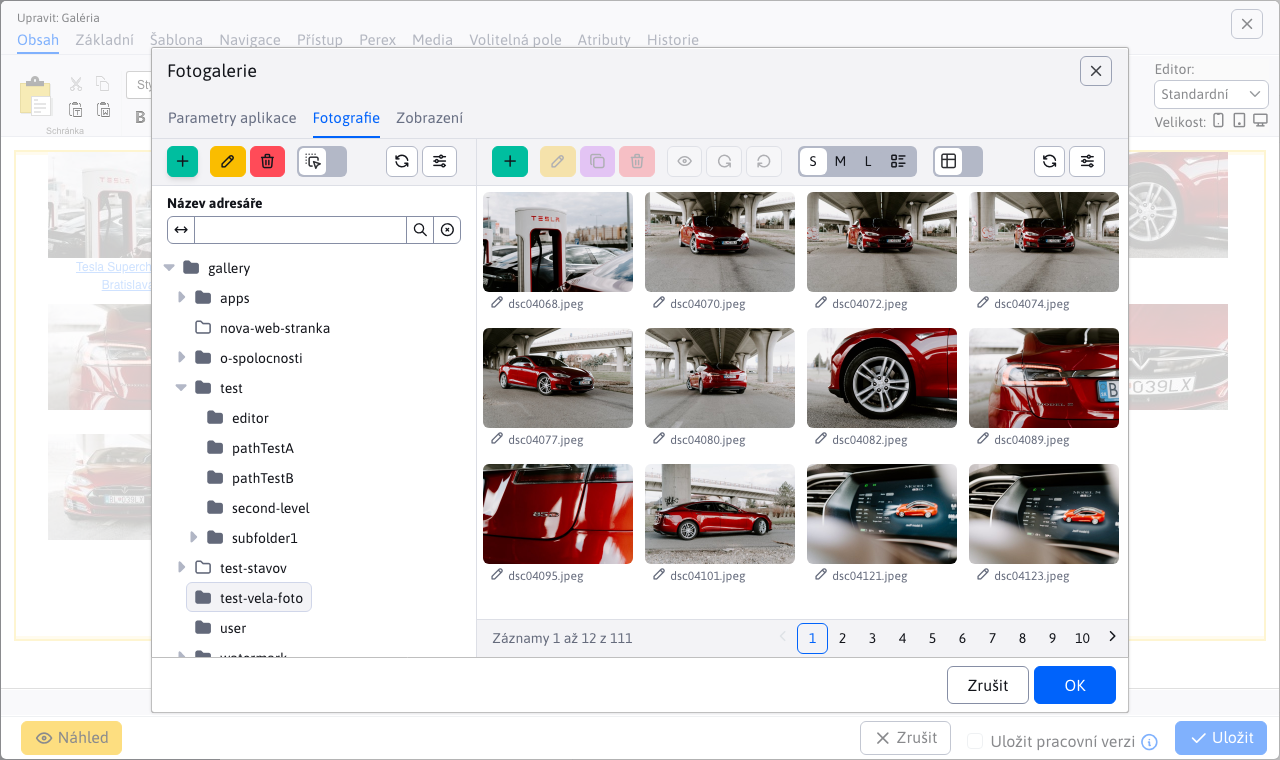 Upravit: Galéria
Obsah Základní Šablona Navigace Přístup Perex Media Volitelná pole Atributy Historie
Schránka
Sty
B
Editor:
Standardní
Velikost:
Tesla Superch
Bratislava
TESLA
039LX
Fotogalerie
Parametry aplikace Fotografie Zobrazení
S M L
Název adresáře
gallery
apps
nova-web-stranka
o-spolocnosti
test
editor
pathTestA
pathTestB
second-level
subfolder1
test-stavov
test-vela-foto
user
watermark
TESLA
dsc04068.jpeg dsc04070.jpeg dsc04072.jpeg dsc04074.jpeg
dsc04077.jpeg dsc04080.jpeg dsc04082.jpeg dsc04089.jpeg
dsc04095.jpeg dsc04101.jpeg dsc04121.jpeg dsc04123.jpeg
Záznamy 1 až 12 z 111
1 2 3 4 5 6 7 8 9 10
Zrušit OK
Náhled
Zrušit
Uložit pracovní verzi
Uložit